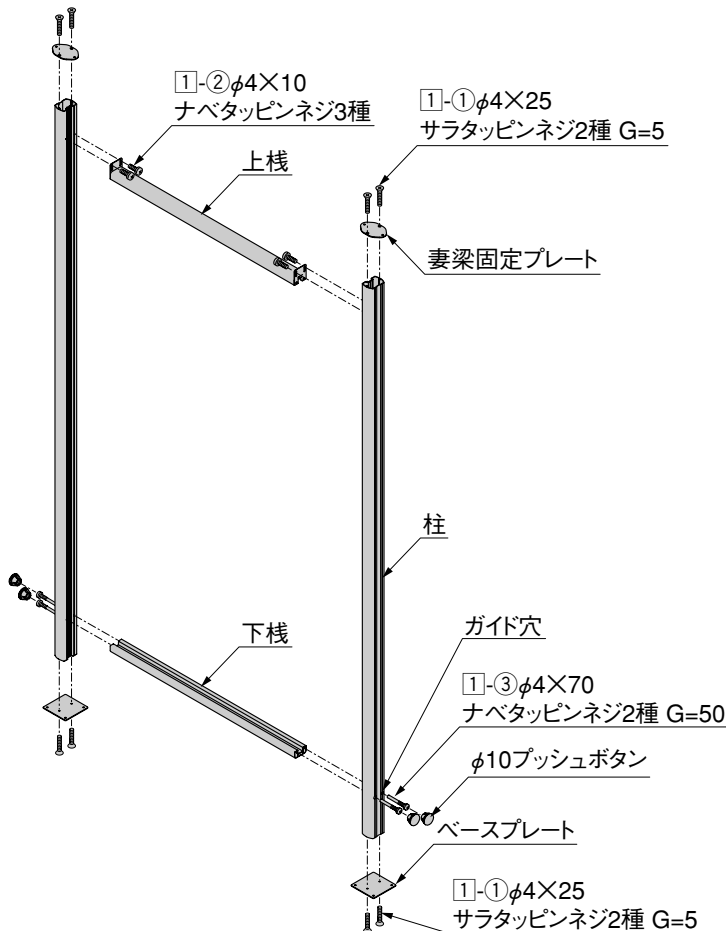 1-②φ4×10
ナベタッピンネジ3種
1-①φ4×25
サラタッピンネジ2種 G=5
上桟
妻梁固定プレート
柱
ガイド穴
下桟
1-③φ4×70
ナベタッピンネジ2種 G=50
φ10プッシュボタン
ベースプレート
1-①φ4×25
サラタッピンネジ2種 G=5